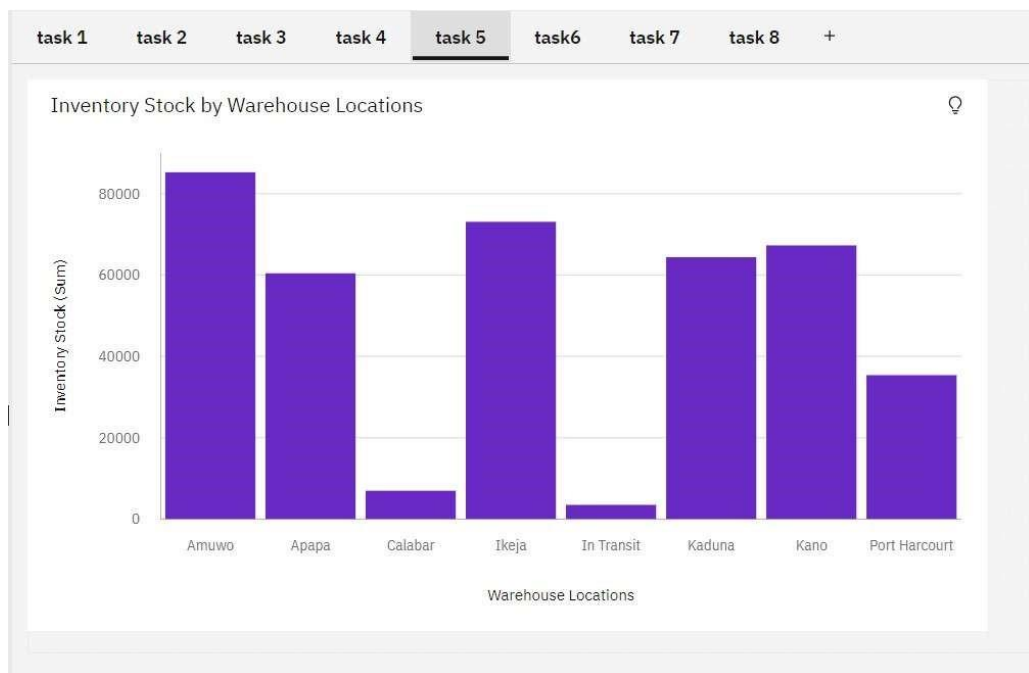 task 1 task 2 task 3 task 4 task 5 task6 task 7 task 8 +
Inventory Stock by Warehouse Locations
Inventory Stock (Sum)
80000
60000
40000
20000
0
Amuwo Apapa Calabar Ikeja In Transit Kaduna Kano Port Harcourt
Warehouse Locations